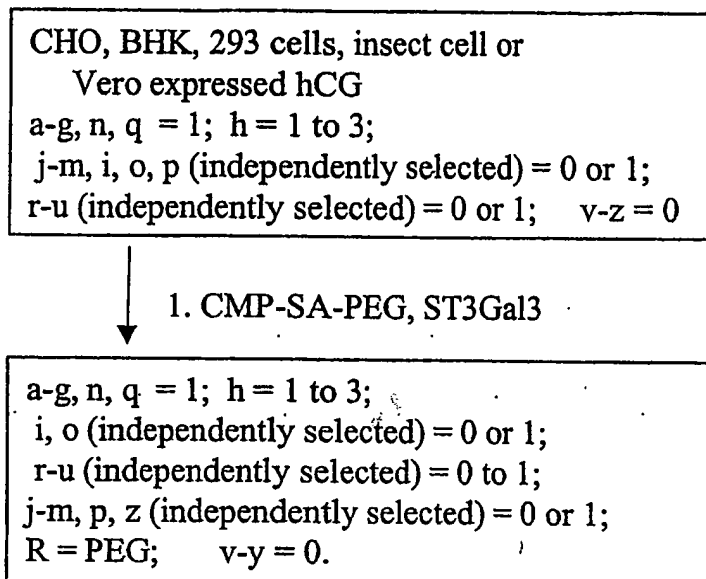 CHO, BHK, 293 cells, insect cell or
Vero expressed hCG
a-g, n, q = 1; h = 1 to 3;
j-m, i, o, p (independently selected) = 0 or 1;
r-u (independently selected) = 0 or 1; v-z = 0
1. CMP-SA-PEG, ST3Gal3
a-g, n, q = 1; h = 1 to 3;
i, o (independently selected) = 0 or 1;
r-u (independently selected) = 0 to 1;
j-m, p, z (independently selected) = 0 or 1;
R = PEG; v-y = 0.